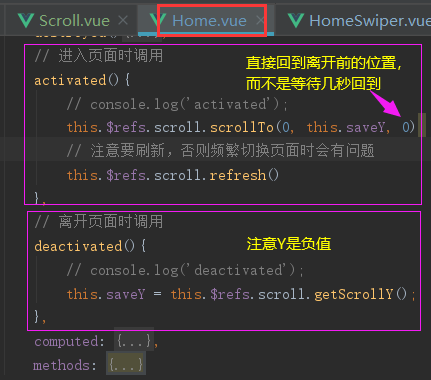 Scroll.vue × Home.vue × HomeSwiper.vue
// 进入页面时调用
activated(){
// console.log('activated');
this.$refs.scroll.scrollTo(0, this.saveY, 0)
// 注意要刷新，否则频繁切换页面时会有问题
this.$refs.scroll.refresh()
},
直接回到离开前的位置，
而不是等待几秒回到
// 离开页面时调用
deactivated(){
// console.log('deactivated');
this.saveY = this.$refs.scroll.getScrollY();
},
注意Y是负值
computed: {...},
methods: {...}